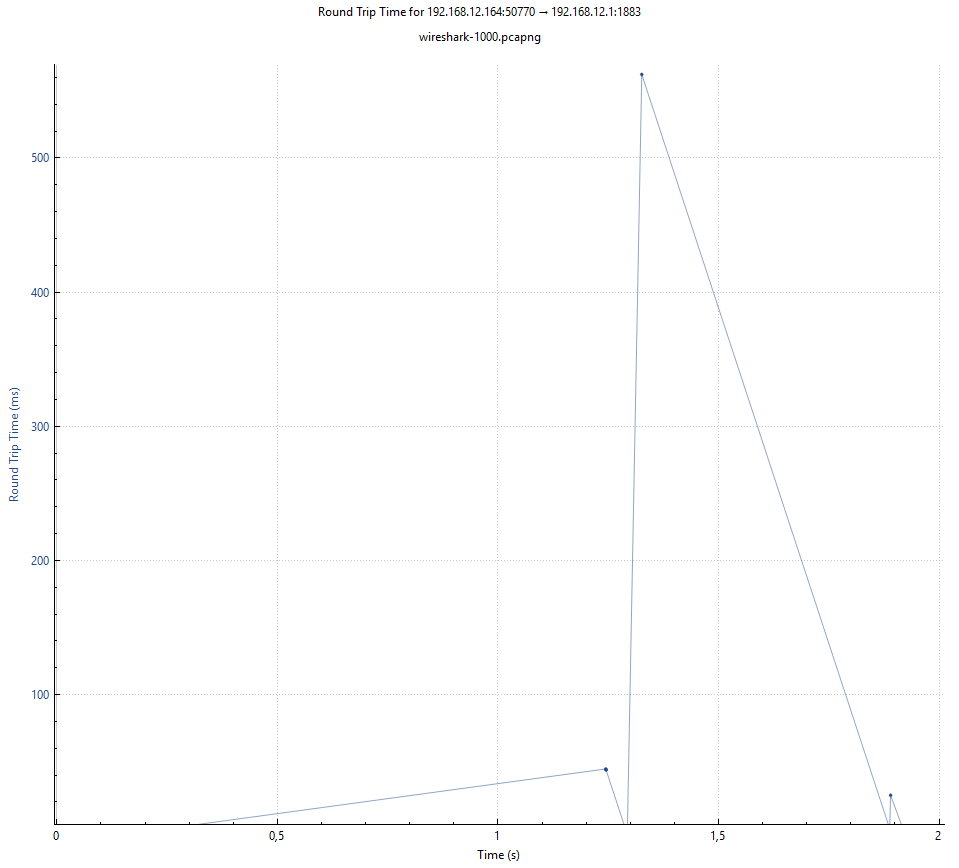 Round Trip Time for 192.168.12.164:50770 → 192.168.12.1:1883
wireshark-1000.pcapng
Round Trip Time (ms)
500
400
300
200
100
0
0,5
1
1,5
2
Time (s)